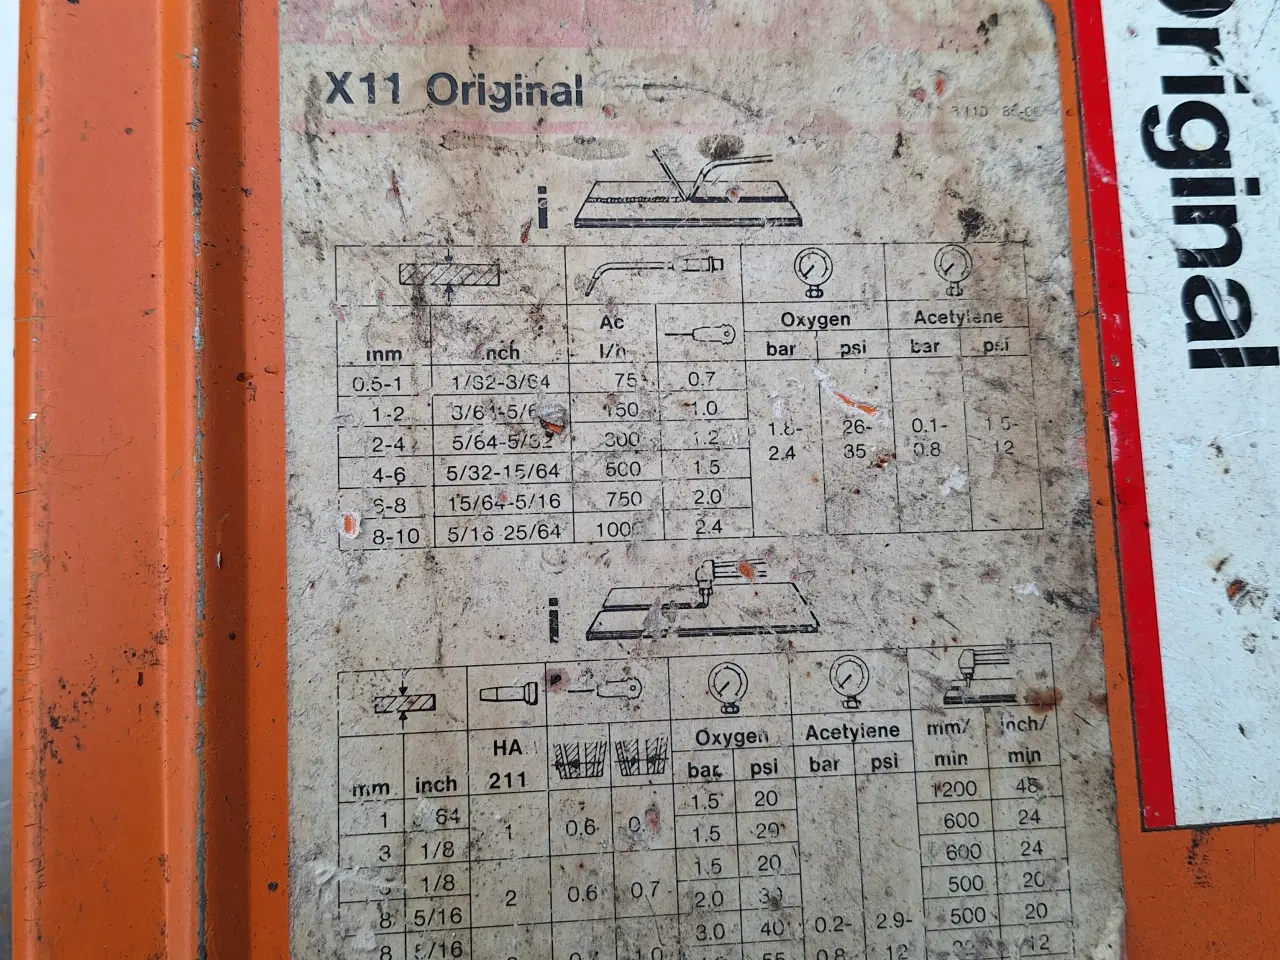 X11 Original
original
i
Ac
mm inch l/h
Oxygen Acetylene
bar psi bar psi
0.5-1 1/32-3/64 75 0.7
1-2 150 1.0
2-4 5/64-5/32 300 1.2
4-6 5/32-15/64 500 1.5
6-8 15/64-5/16 750 2.0
8-10 5/16 25/64 1000 2.4
1.8- 26- 0.1-
2.4 35 0.8 12
i
HA
211
Oxygen Acetylene mm/ inch/
mm inch bar psi bar psi min min
1 64 1 0.6 1.5 20 1200 48
3 1/8 1.5 20 600 24
1/8 2 0.6 0.7 1.5 20 600 24
8 5/16 2.0 500 20
8 5/16 3.0 40 0.2- 2.9- 500 20
12